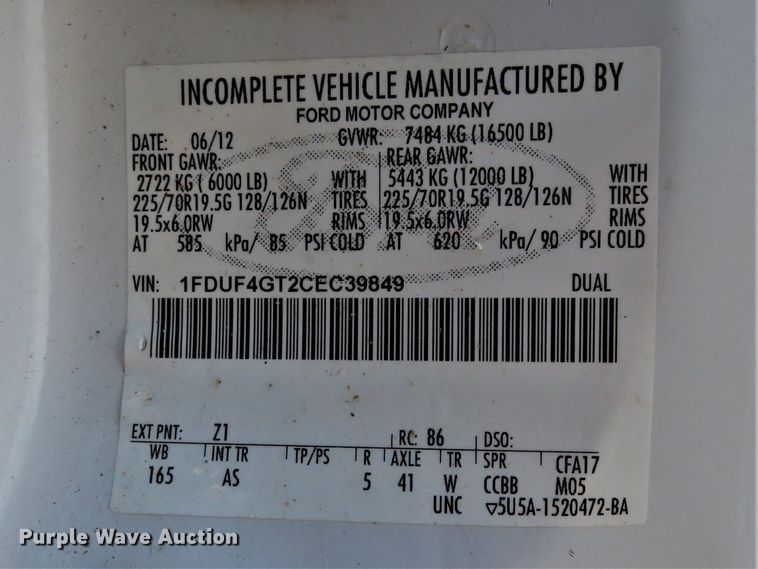 INCOMPLETE VEHICLE MANUFACTURED BY
FORD MOTOR COMPANY
DATE: 06/12 GVWR: 7484 KG (16500 LB)
FRONT GAWR: REAR GAWR:
2722 KG ( 6000 LB) WITH 5443 KG (12000 LB) WITH
225/70R19.5G 128/126N TIRES 225/70R19.5G 128/126N TIRES
19.5x6.0RW RIMS 19.5x6.0RW RIMS
AT 585 kPa/ 85 PSI COLD AT 620 kPa/ 90 PSI COLD
VIN: 1FDUF4GT2CEC39849 DUAL
EXT PNT: Z1 RC: 86 DSO:
WB INT TR TP/PS R AXLE TR SPR CFA17
165 AS 5 41 W CCBB M05
UNC ▽5U5A-1520472-BA
Purple Wave Auction